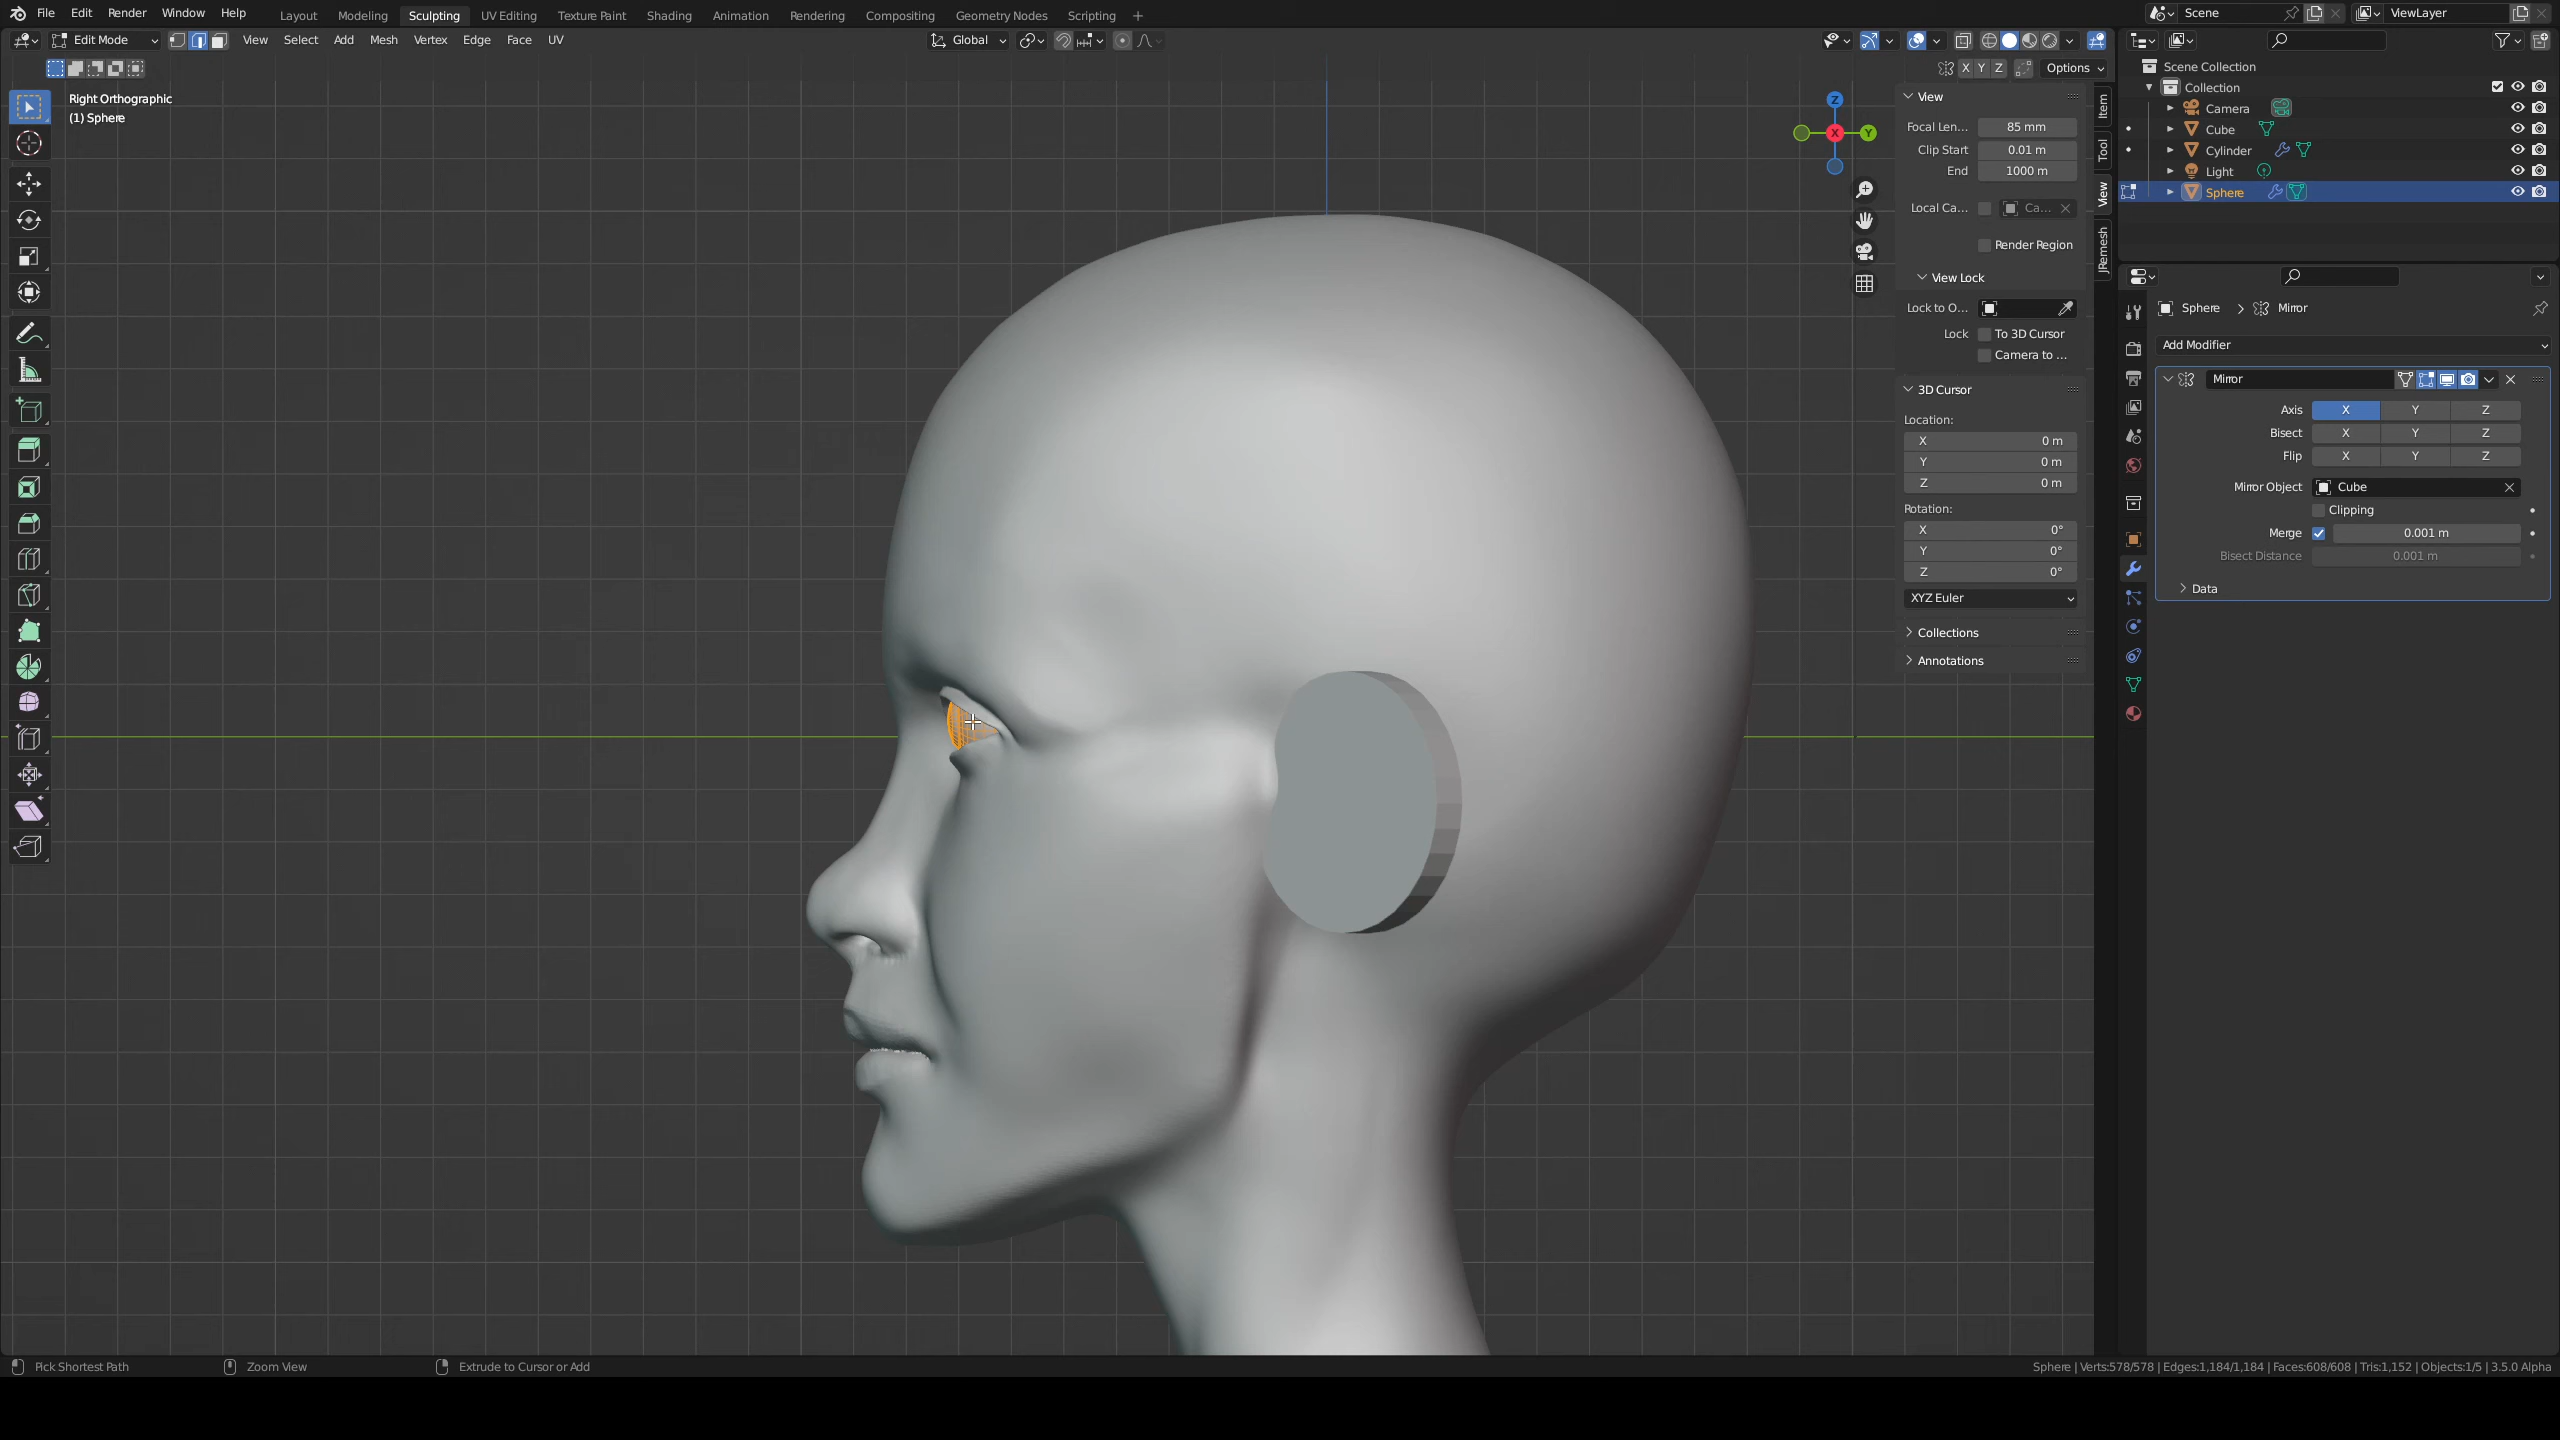 File Edit Render Window Help Layout Modeling Sculpting UV Editing Texture Paint Shading Animation Rendering Compositing Geometry Nodes Scripting +
Scene ViewLayer
Edit Mode View Select Add Mesh Vertex Edge Face UV
Global
X Y Z Options
Right Orthographic
(1) Sphere
Z
X
Y
View
Focal Len... 85 mm
Clip Start 0.01 m
End 1000 m
Local Ca... Ca...
Render Region
View Lock
Lock to O...
Lock To 3D Cursor
Camera to ...
3D Cursor
Location:
X 0 m
Y 0 m
Z 0 m
Rotation:
X 0°
Y 0°
Z 0°
XYZ Euler
Collections
Annotations
Item
Tool
View
JRemesh
Scene Collection
Collection
Camera
Cube
Cylinder
Light
Sphere
Sphere > Mirror
Add Modifier
Mirror
Axis X Y Z
Bisect X Y Z
Flip X Y Z
Mirror Object Cube
Clipping
Merge 0.001 m
Bisect Distance 0.001 m
Data
Pick Shortest Path Zoom View Extrude to Cursor or Add
Sphere | Verts:578/578 | Edges:1,184/1,184 | Faces:608/608 | Tris:1,152 | Objects:1/5 | 3.5.0 Alpha